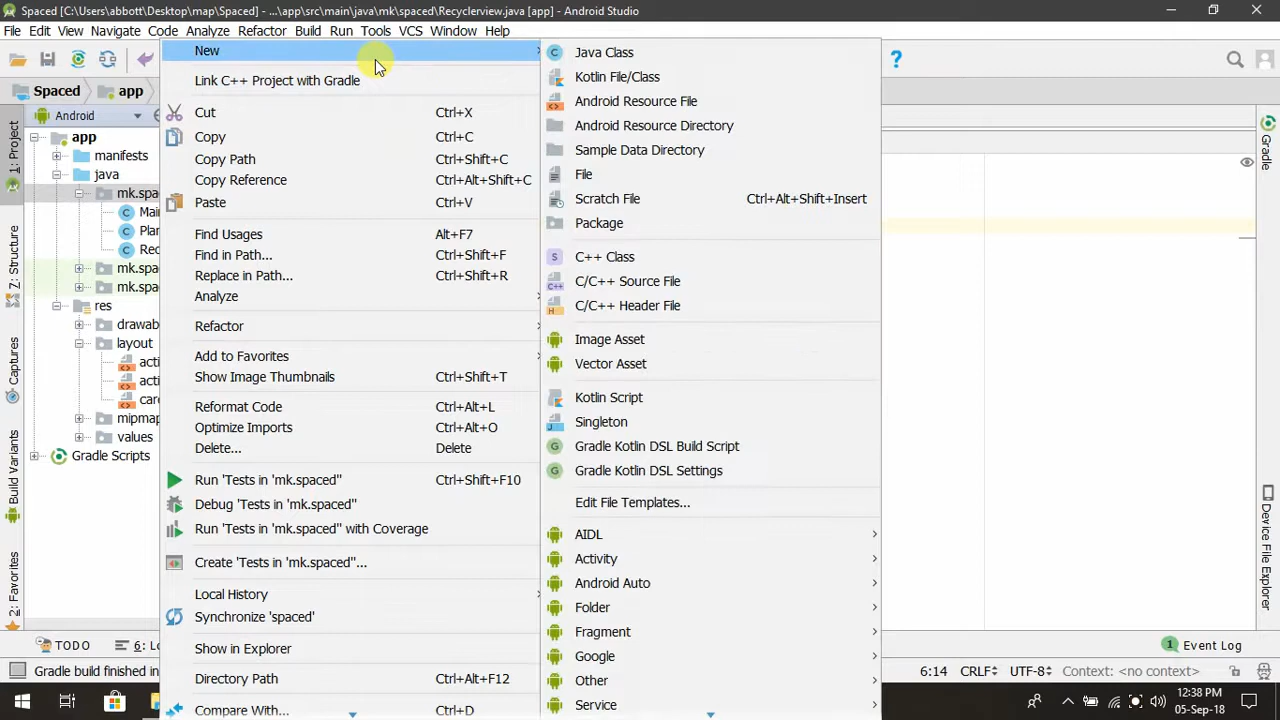 Spaced [C:\Users\abbott\Desktop\map\Spaced] - ...\app\src\main\java\mk\spaced\Recyclerview.java [app] - Android Studio
File Edit View Navigate Code Analyze Refactor Build Run Tools VCS Window Help
Spaced app
Android
1: Project
Z: Structure
Captures
Build Variants
2: Favorites
app
manifests
java
mk.spa
Mai
Plan
Rec
mk.spa
mk.spa
res
drawab
layout
acti
acti
car
mipmap
values
Gradle Scripts
New
Link C++ Project with Gradle
Cut Ctrl+X
Copy Ctrl+C
Copy Path Ctrl+Shift+C
Copy Reference Ctrl+Alt+Shift+C
Paste Ctrl+V
Find Usages Alt+F7
Find in Path... Ctrl+Shift+F
Replace in Path... Ctrl+Shift+R
Analyze
Refactor
Add to Favorites
Show Image Thumbnails Ctrl+Shift+T
Reformat Code Ctrl+Alt+L
Optimize Imports Ctrl+Alt+O
Delete... Delete
Run 'Tests in 'mk.spaced'' Ctrl+Shift+F10
Debug 'Tests in 'mk.spaced''
Run 'Tests in 'mk.spaced'' with Coverage
Create 'Tests in 'mk.spaced''...
Local History
Synchronize 'spaced'
Show in Explorer
Directory Path Ctrl+Alt+F12
Compare With... Ctrl+D
Java Class
Kotlin File/Class
Android Resource File
Android Resource Directory
Sample Data Directory
File
Scratch File Ctrl+Alt+Shift+Insert
Package
C++ Class
C/C++ Source File
C/C++ Header File
Image Asset
Vector Asset
Kotlin Script
Singleton
Gradle Kotlin DSL Build Script
Gradle Kotlin DSL Settings
Edit File Templates...
AIDL
Activity
Android Auto
Folder
Fragment
Google
Other
Service
Gradle
Device File Explorer
TODO 6: Lo
1 Event Log
Gradle build finished in
6:14 CRLF UTF-8 Context: <no context>
12:38 PM
05-Sep-18